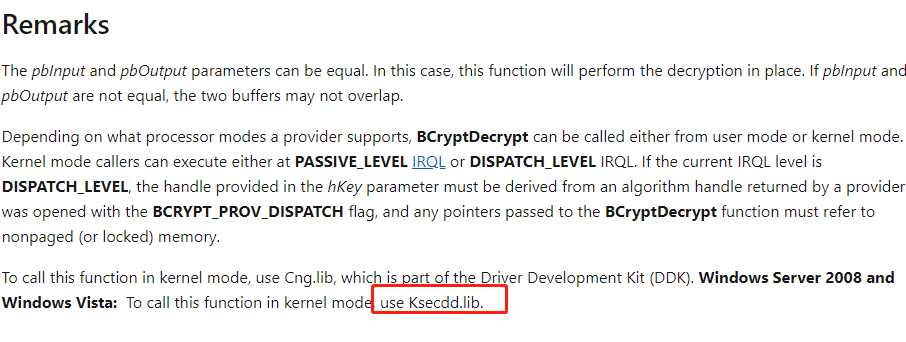 Remarks
The pbInput and pbOutput parameters can be equal. In this case, this function will perform the decryption in place. If pbInput and
pbOutput are not equal, the two buffers may not overlap.
Depending on what processor modes a provider supports, BCryptDecrypt can be called either from user mode or kernel mode.
Kernel mode callers can execute either at PASSIVE_LEVEL IRQL or DISPATCH_LEVEL IRQL. If the current IRQL level is
DISPATCH_LEVEL, the handle provided in the hKey parameter must be derived from an algorithm handle returned by a provider
was opened with the BCRYPT_PROV_DISPATCH flag, and any pointers passed to the BCryptDecrypt function must refer to
nonpaged (or locked) memory.
To call this function in kernel mode, use Cng.lib, which is part of the Driver Development Kit (DDK). Windows Server 2008 and
Windows Vista: To call this function in kernel mode, use Ksecdd.lib.